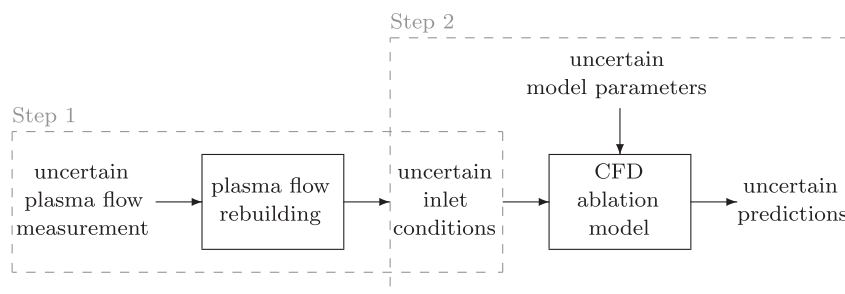 Step 2
uncertain
model parameters
Step 1
uncertain
plasma flow
measurement
plasma flow
rebuilding
uncertain
inlet
conditions
CFD
ablation
model
uncertain
predictions